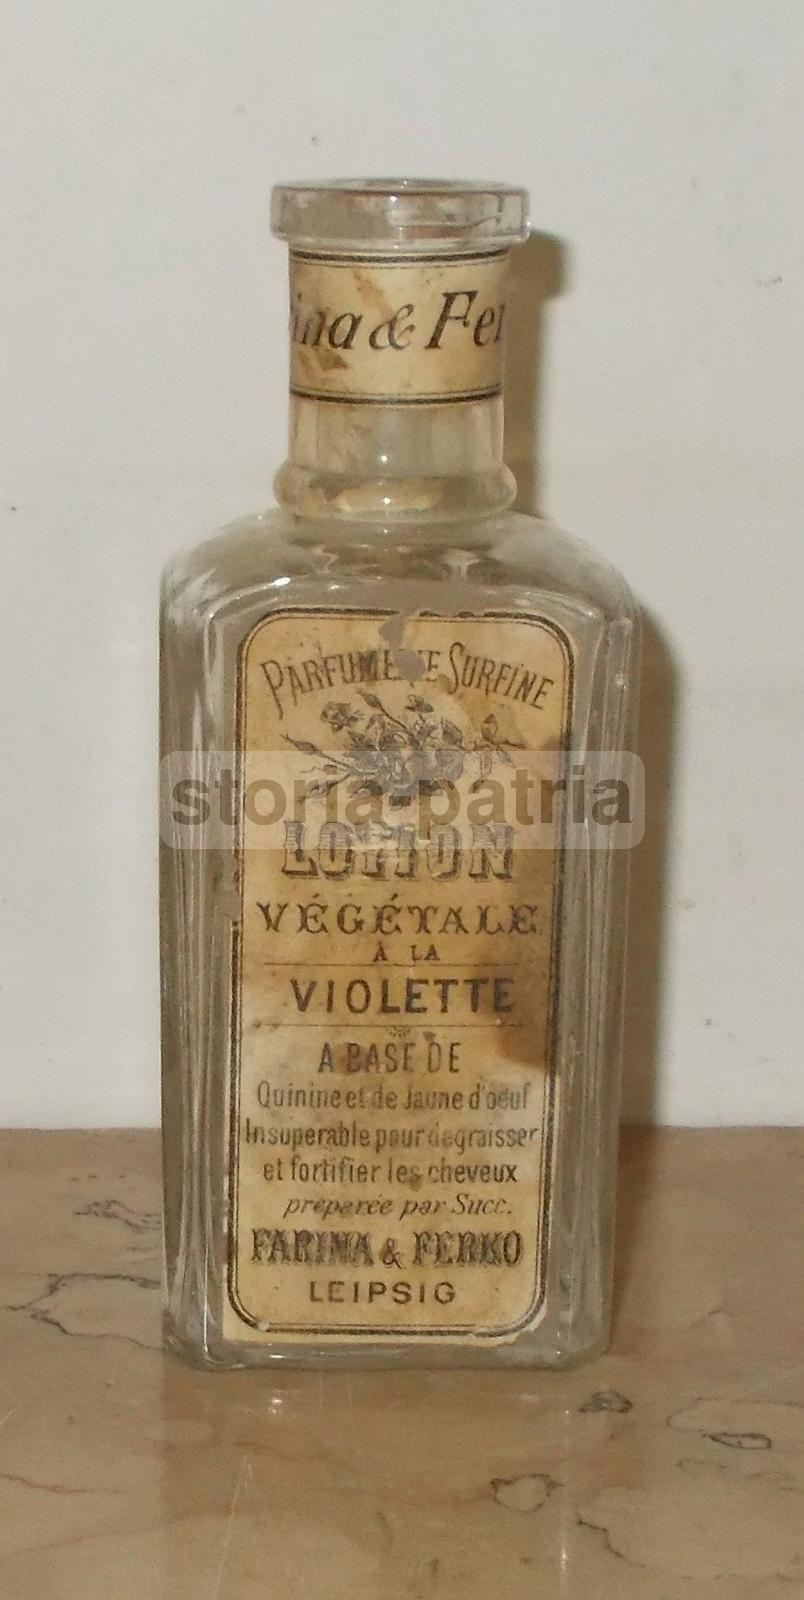 ina & Fer
PARFUMERIE SURFINE
storia-patria
LOTION
VÉGÉTALE
À LA
VIOLETTE
A BASE DE
Quinine et de Jaune d'oeuf
Insuperable pour degraisser
et fortifier les cheveux
préparée par Succ.
FARINA & FERKO
LEIPSIG